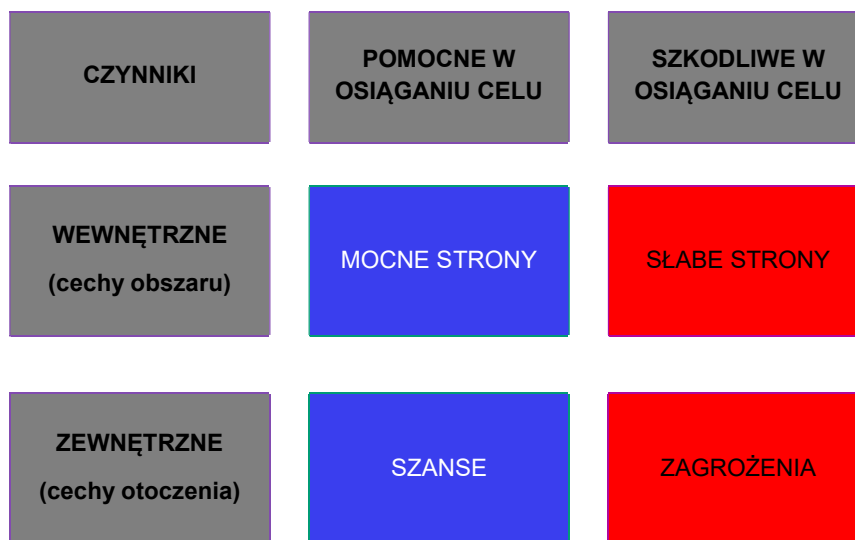 CZYNNIKI
POMOCNE W
OSIĄGANIU CELU
SZKODLIWE W
OSIĄGANIU CELU
WEWNĘTRZNE
(cechy obszaru)
MOCNE STRONY
SŁABE STRONY
ZEWNĘTRZNE
(cechy otoczenia)
SZANSE
ZAGROŻENIA